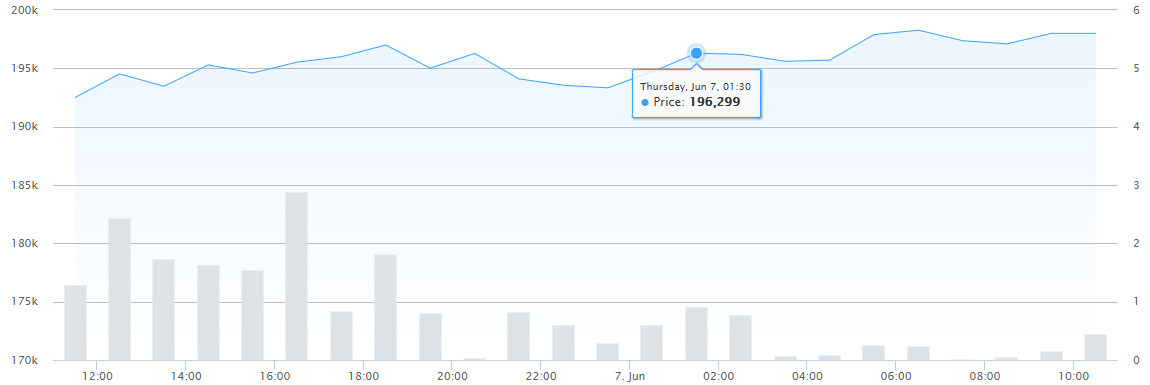 200k
6
195k
5
Thursday, Jun 7, 01:30
● Price: 196,299
190k
4
185k
3
180k
2
175k
1
170k
0
12:00 14:00 16:00 18:00 20:00 22:00 7. Jun 02:00 04:00 06:00 08:00 10:00